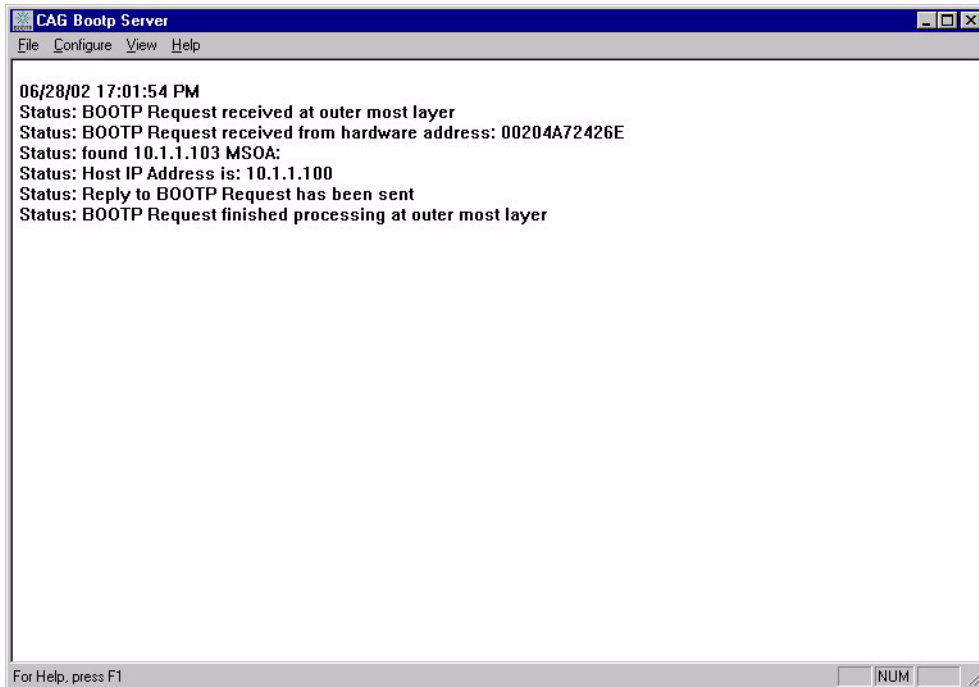 CAG Bootp Server
File Configure View Help
06/28/02 17:01:54 PM
Status: BOOTP Request received at outer most layer
Status: BOOTP Request received from hardware address: 00204A72426E
Status: found 10.1.1.103 MSOA:
Status: Host IP Address is: 10.1.1.100
Status: Reply to BOOTP Request has been sent
Status: BOOTP Request finished processing at outer most layer
For Help, press F1
NUM